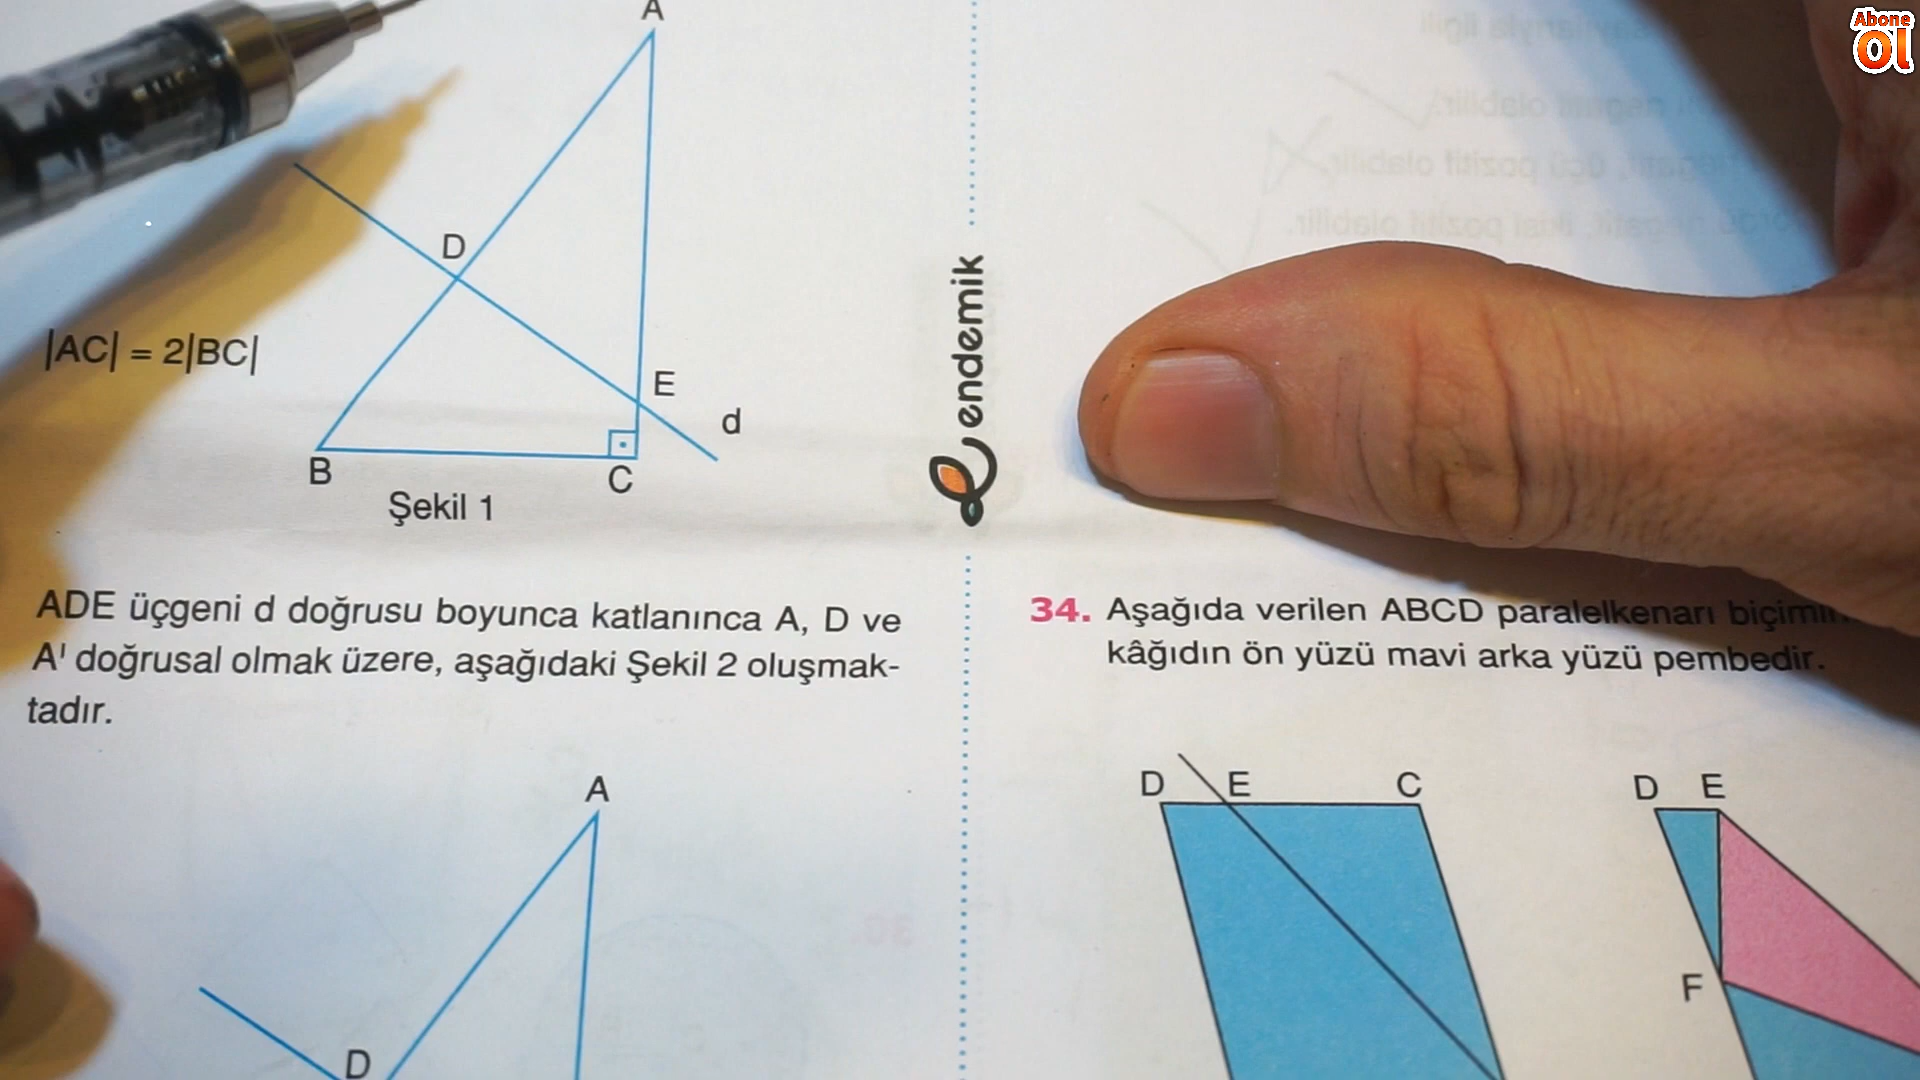 Abone
Ol
A
D
|AC| = 2|BC|
E
d
B
C
Şekil 1
ADE üçgeni d doğrusu boyunca katlanınca A, D ve
A' doğrusal olmak üzere, aşağıdaki Şekil 2 oluşmak-
tadır.
A
D
endemik
34. Aşağıda verilen ABCD paralelkenarı
kâğıdın ön yüzü mavi arka yüzü pembedir.
D E C
D E
F